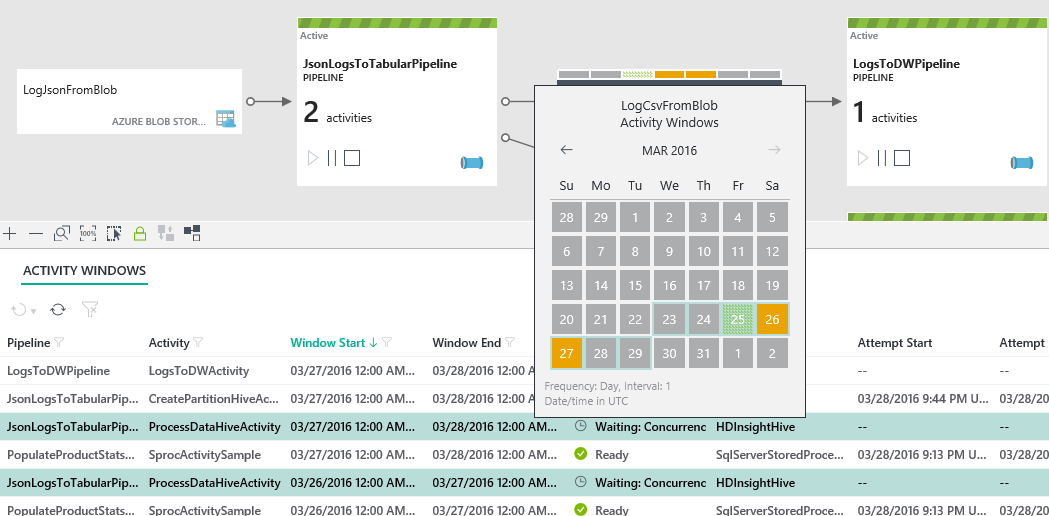 LogJsonFromBlob
AZURE BLOB STOR...
Active
JsonLogsToTabularPipeline
PIPELINE
2 activities
LogCsvFromBlob
Activity Windows
MAR 2016
Su Mo Tu We Th Fr Sa
28 29 1 2 3 4 5
6 7 8 9 10 11 12
13 14 15 16 17 18 19
20 21 22 23 24 25 26
27 28 29 30 31 1 2
Frequency: Day, Interval: 1
Date/time in UTC
Active
LogsToDWPipeline
PIPELINE
1 activities
100%
ACTIVITY WINDOWS
Pipeline Activity Window Start Window End Attempt Start Attempt
LogsToDWPipeline LogsToDWActivity 03/27/2016 12:00 AM... 03/28/2016 12:00 AM... -- --
JsonLogsToTabularPip... CreatePartitionHiveAc... 03/27/2016 12:00 AM... 03/28/2016 12:00 AM... 03/28/2016 9:44 PM U... 03/28/20
JsonLogsToTabularPip... ProcessDataHiveActivity 03/27/2016 12:00 AM... 03/28/2016 12:00 AM... Waiting: Concurrenc HDInsightHive -- --
PopulateProductStats... SprocActivitySample 03/27/2016 12:00 AM... 03/28/2016 12:00 AM... Ready SqlServerStoredProce... 03/28/2016 9:13 PM U... 03/28/20
JsonLogsToTabularPip... ProcessDataHiveActivity 03/26/2016 12:00 AM... 03/27/2016 12:00 AM... Waiting: Concurrenc HDInsightHive -- --
PopulateProductStats... SprocActivitySample 03/26/2016 12:00 AM... 03/27/2016 12:00 AM... Ready SqlServerStoredProce... 03/28/2016 9:13 PM U... 03/28/20